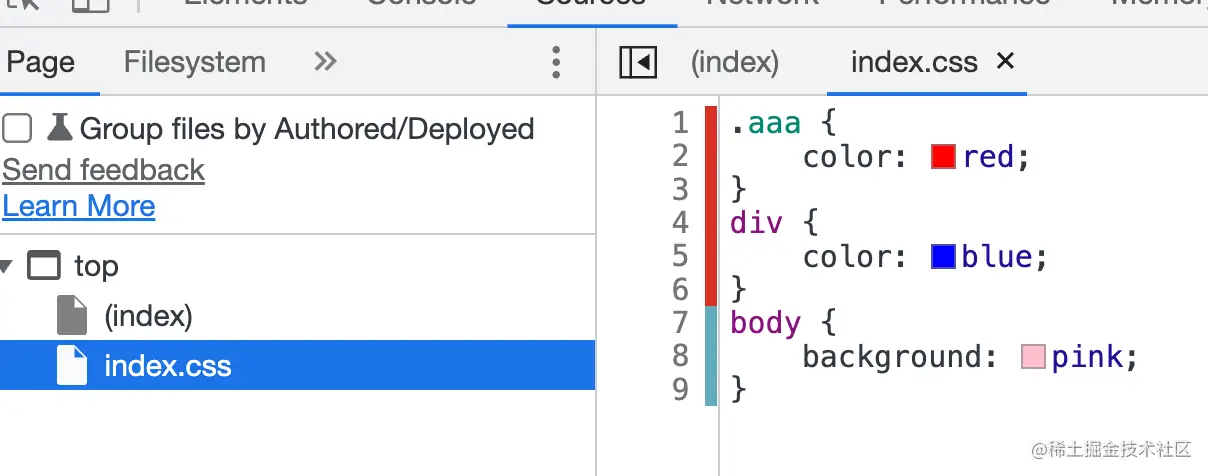 Elements Console Sources Network Performance Memory
Page Filesystem »
(index) index.css ×
Group files by Authored/Deployed
Send feedback
Learn More
top
(index)
index.css
1 .aaa {
2 color: red;
3 }
4 div {
5 color: blue;
6 }
7 body {
8 background: pink;
9 }
@稀土掘金技术社区